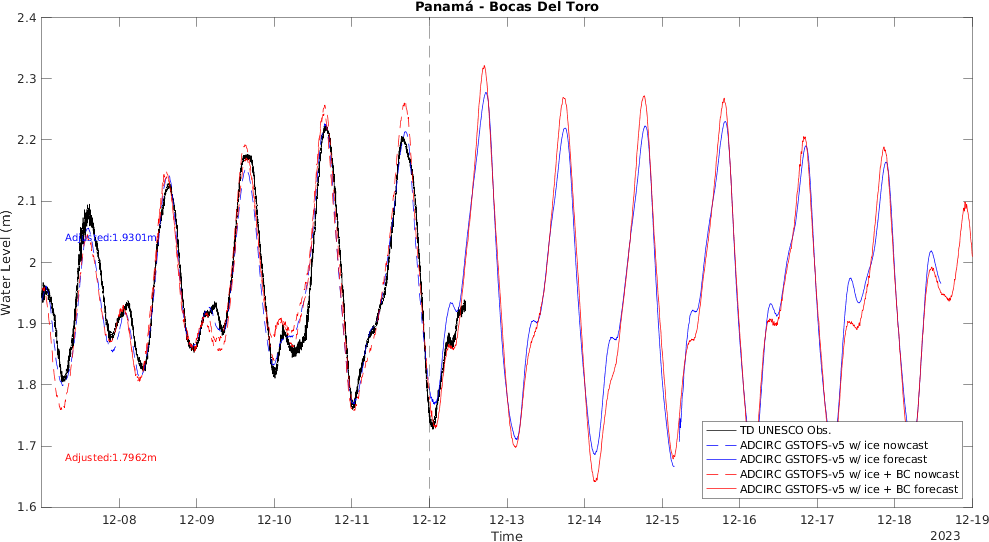 Panamá - Bocas Del Toro
2.4
2.3
2.2
2.1
2
1.9
1.8
1.7
1.6
Water Level (m)
Adjusted:1.9301m
Adjusted:1.7962m
TD UNESCO Obs.
ADCIRC GSTOFS-v5 w/ ice nowcast
ADCIRC GSTOFS-v5 w/ ice forecast
ADCIRC GSTOFS-v5 w/ ice + BC nowcast
ADCIRC GSTOFS-v5 w/ ice + BC forecast
12-08 12-09 12-10 12-11 12-12 12-13 12-14 12-15 12-16 12-17 12-18 12-19
Time
2023